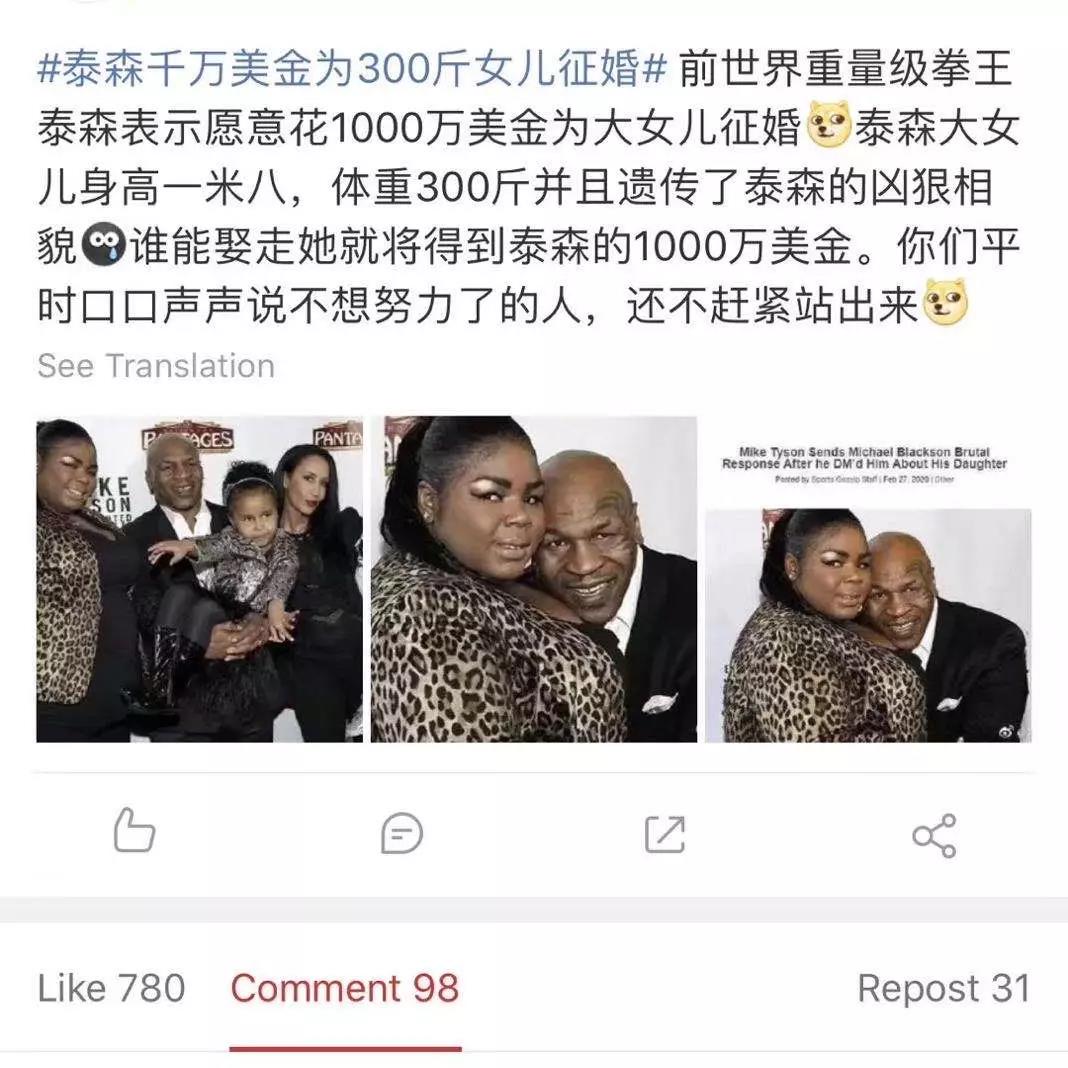 #泰森千万美金为300斤女儿征婚# 前世界重量级拳王
泰森表示愿意花1000万美金为大女儿征婚泰森大女
儿身高一米八，体重300斤并且遗传了泰森的凶狠相
貌谁能娶走她就将得到泰森的1000万美金。你们平
时口口声声说不想努力了的人，还不赶紧站出来
See Translation
PANTAGES
PANTA
KE
SON
Mike Tyson Sends Michael Blackson Brutal
Response After he DM'd Him About His Daughter
Posted by Sports Gossip Staff | Feb 27, 2020 | Other
Like 780
Comment 98
Repost 31